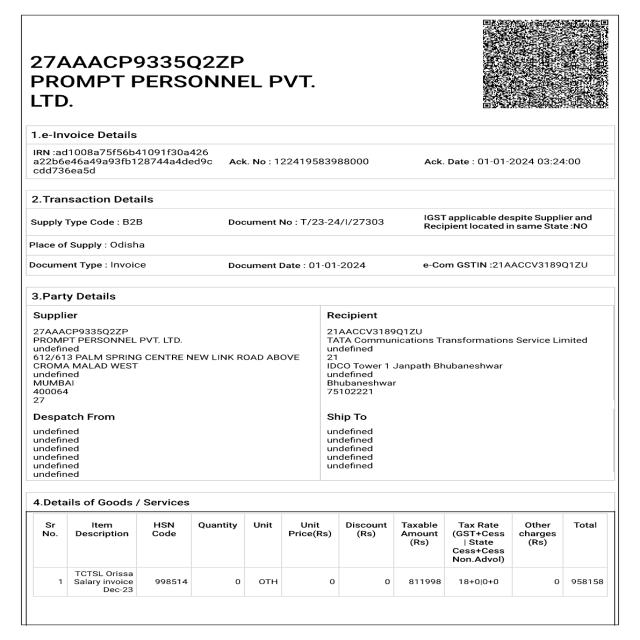 27AAACP9335Q2ZP
PROMPT PERSONNEL PVT.
LTD.
1.e-Invoice Details
IRN :ad1008a75f56b41091f30a426
a22b6e46a49a93fb128744a4ded9c
cdd736ea5d
Ack. No : 122419583988000
Ack. Date : 01-01-2024 03:24:00
2.Transaction Details
Supply Type Code : B2B
Document No : T/23-24/I/27303
IGST applicable despite Supplier and
Recipient located in same State :NO
Place of Supply : Odisha
Document Type : Invoice
Document Date : 01-01-2024
e-Com GSTIN :21AACCV3189Q1ZU
3.Party Details
Supplier
27AAACP9335Q2ZP
PROMPT PERSONNEL PVT. LTD.
undefined
612/613 PALM SPRING CENTRE NEW LINK ROAD ABOVE
CROMA MALAD WEST
undefined
MUMBAI
400064
27
Recipient
21AACCV3189Q1ZU
TATA Communications Transformations Service Limited
undefined
21
IDCO Tower 1 Janpath Bhubaneshwar
undefined
Bhubaneshwar
75102221
Despatch From
undefined
undefined
undefined
undefined
undefined
undefined
Ship To
undefined
undefined
undefined
undefined
undefined
4.Details of Goods / Services
Sr
No.
Item
Description
HSN
Code
Quantity
Unit
Unit
Price(Rs)
Discount
(Rs)
Taxable
Amount
(Rs)
Tax Rate
(GST+Cess
| State
Cess+Cess
Non.Advol)
Other
charges
(Rs)
Total
1
TCTSL Orissa
Salary invoice
Dec-23
998514
0
OTH
0
0
811998
18+0|0+0
0
958158